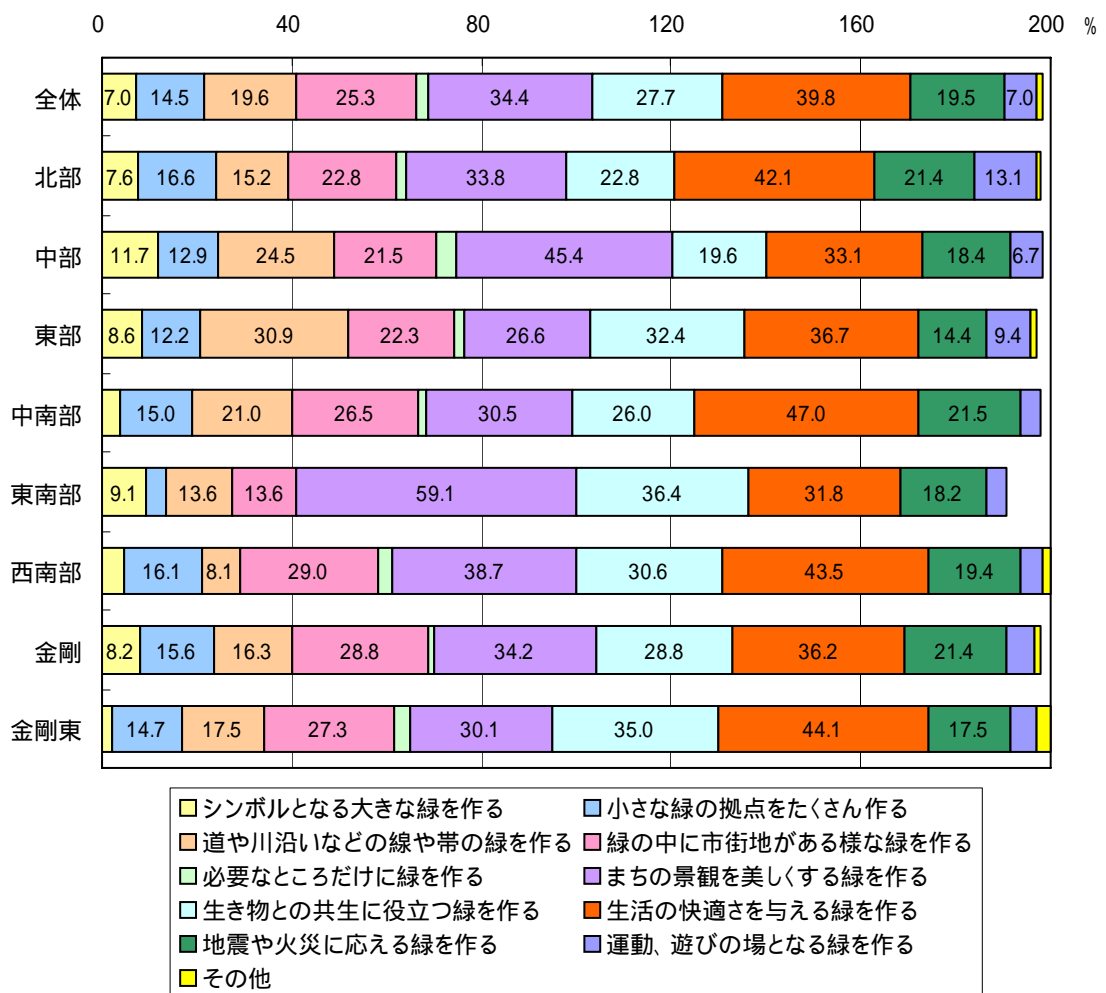 0 40 80 120 160 200 %
全体 7.0 14.5 19.6 25.3 34.4 27.7 39.8 19.5 7.0
北部 7.6 16.6 15.2 22.8 33.8 22.8 42.1 21.4 13.1
中部 11.7 12.9 24.5 21.5 45.4 19.6 33.1 18.4 6.7
東部 8.6 12.2 30.9 22.3 26.6 32.4 36.7 14.4 9.4
中南部 15.0 21.0 26.5 30.5 26.0 47.0 21.5
東南部 9.1 13.6 13.6 59.1 36.4 31.8 18.2
西南部 16.1 8.1 29.0 38.7 30.6 43.5 19.4
金剛 8.2 15.6 16.3 28.8 34.2 28.8 36.2 21.4
金剛東 14.7 17.5 27.3 30.1 35.0 44.1 17.5
シンボルとなる大きな緑を作る 小さな緑の拠点をたくさん作る
道や川沿いなどの線や帯の緑を作る 緑の中に市街地がある様な緑を作る
必要なところだけに緑を作る まちの景観を美しくする緑を作る
生き物との共生に役立つ緑を作る 生活の快適さを与える緑を作る
地震や火災に応える緑を作る 運動、遊びの場となる緑を作る
その他